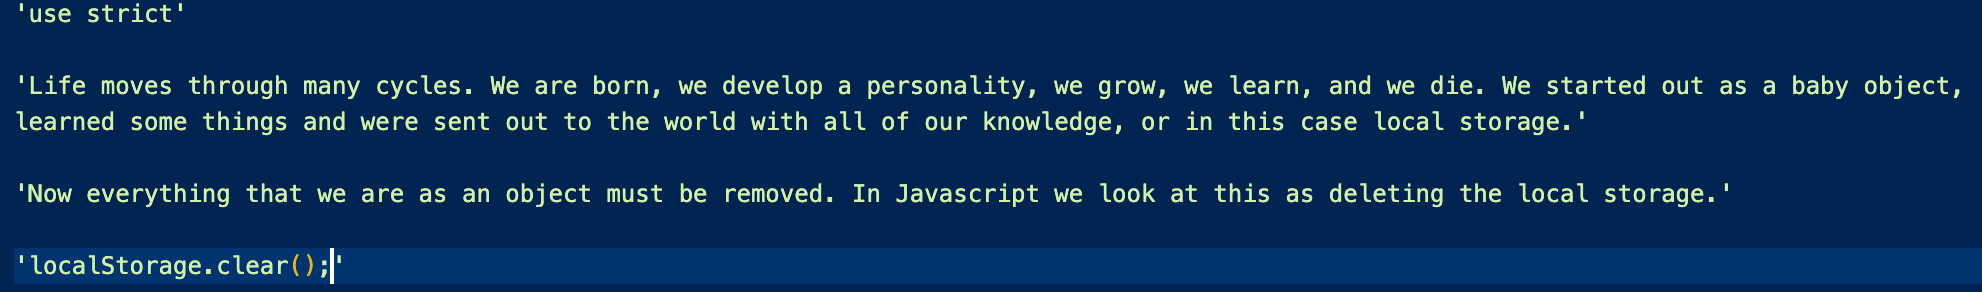 'use strict'
'Life moves through many cycles. We are born, we develop a personality, we grow, we learn, and we die. We started out as a baby object,
learned some things and were sent out to the world with all of our knowledge, or in this case local storage.'
'Now everything that we are as an object must be removed. In Javascript we look at this as deleting the local storage.'
'localStorage.clear();'